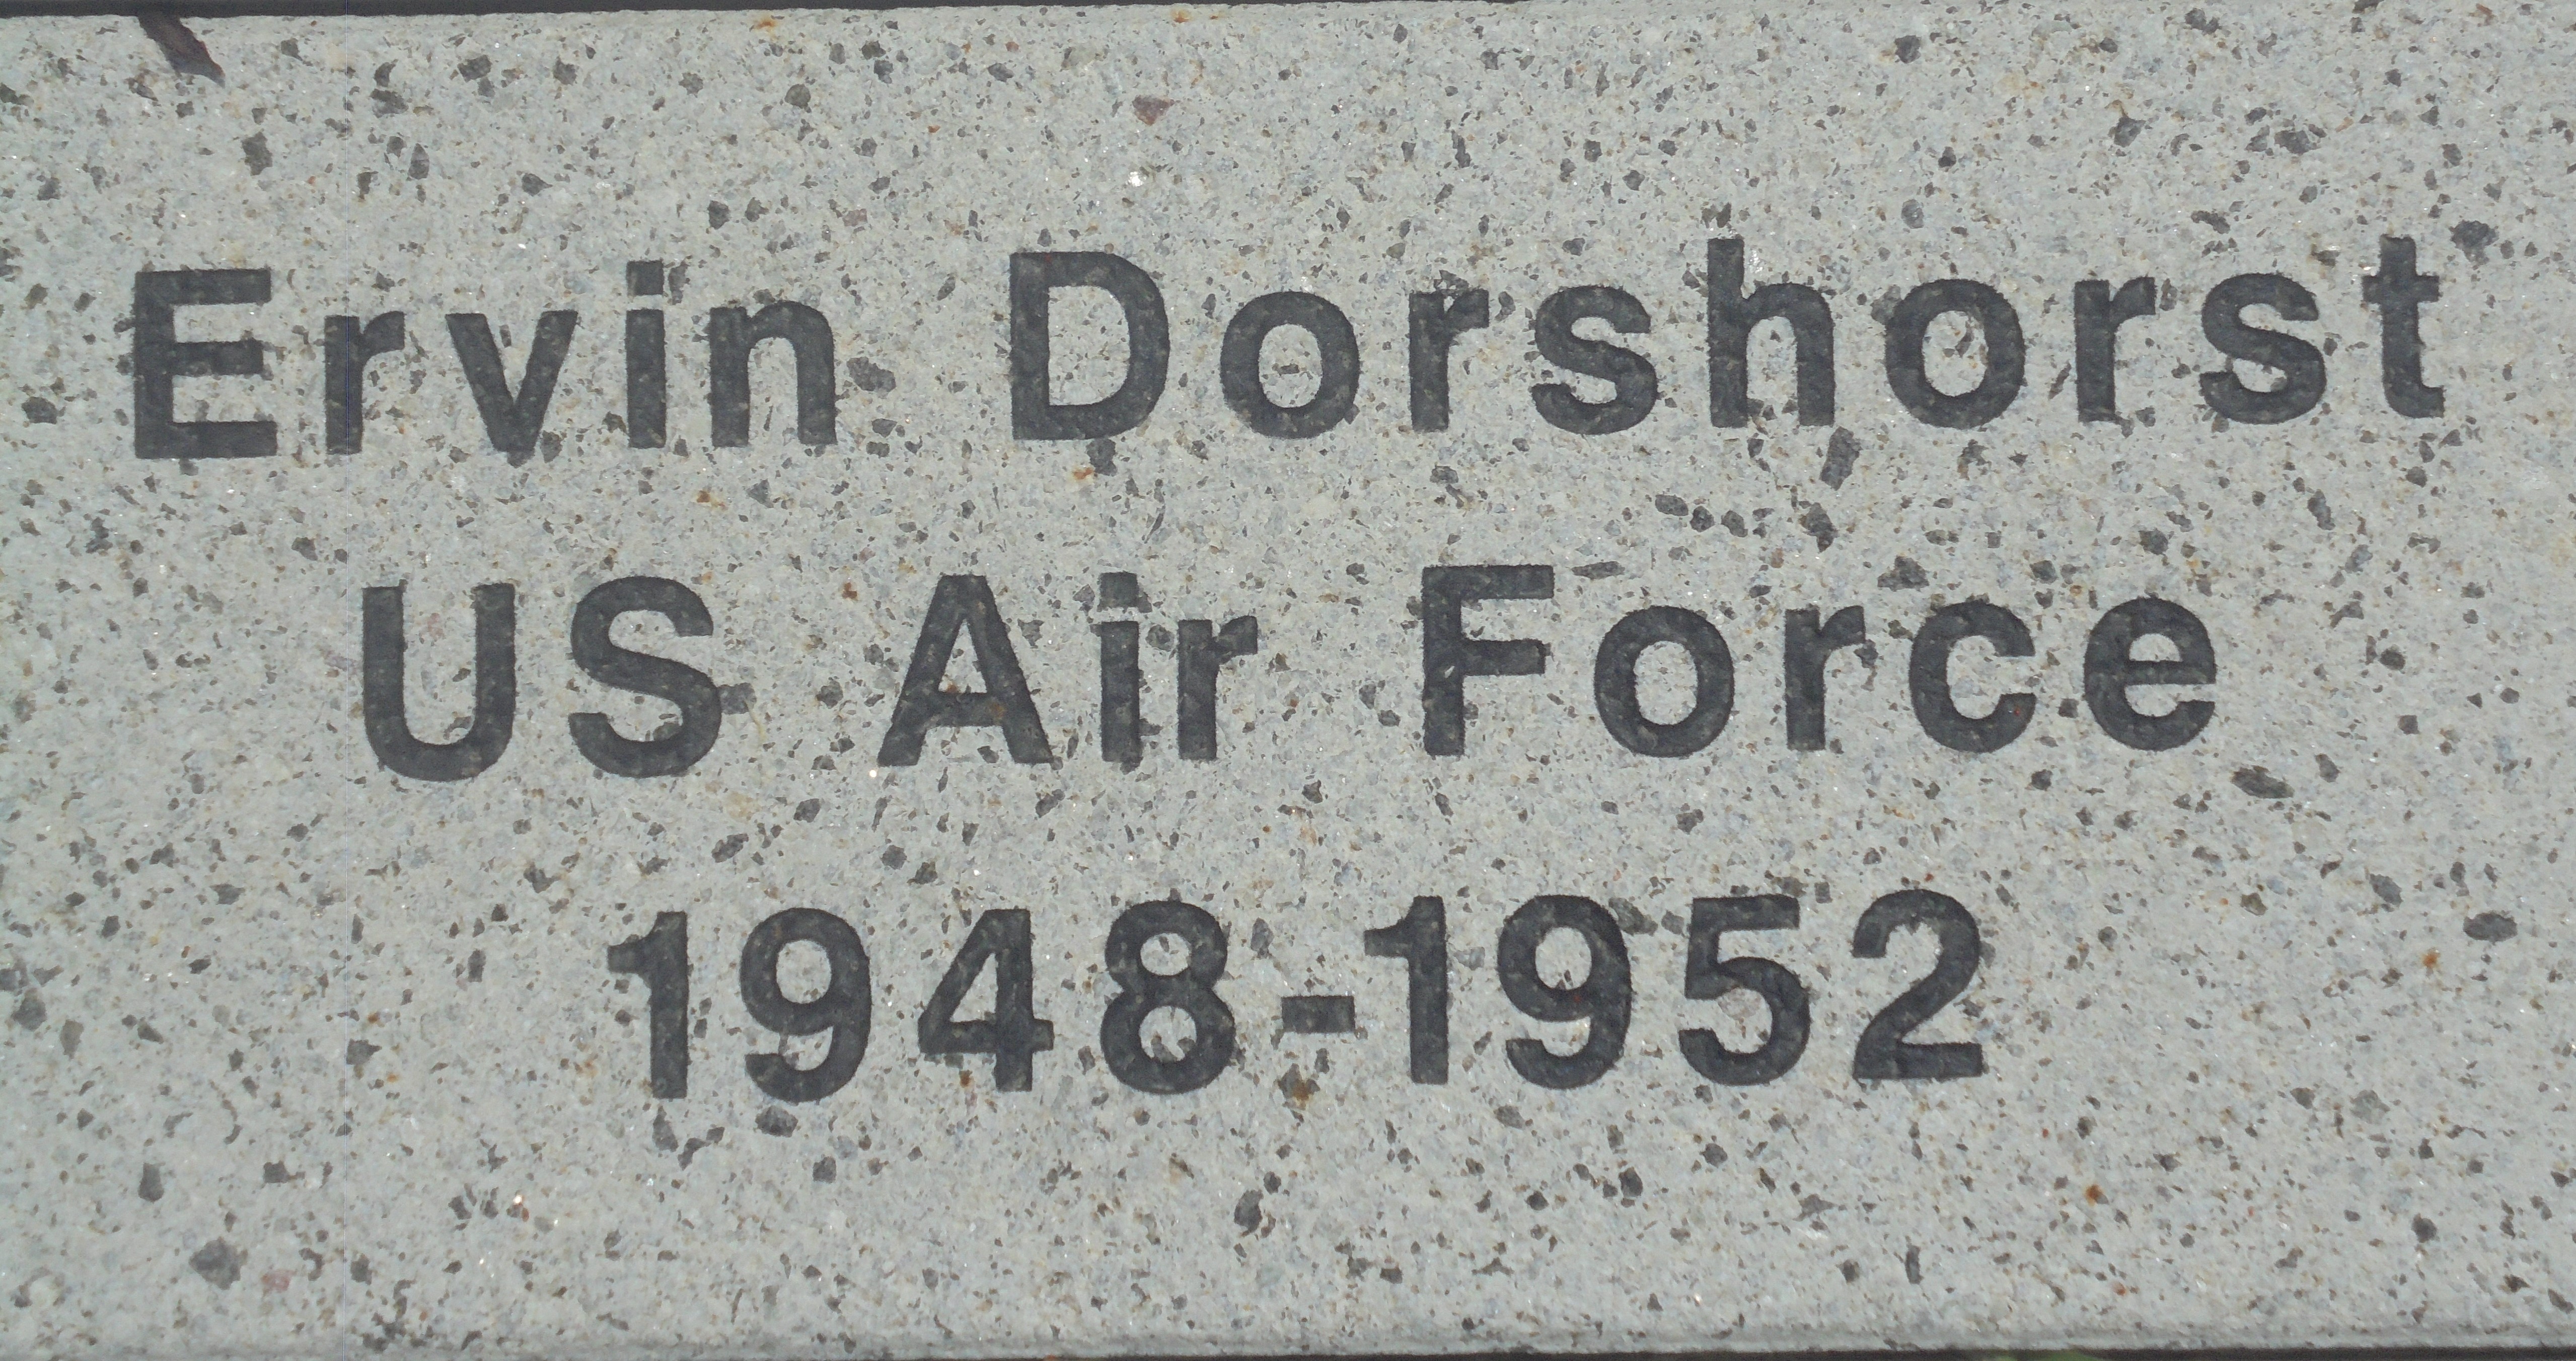 Ervin Dorshorst
US Air Force
1948-1952